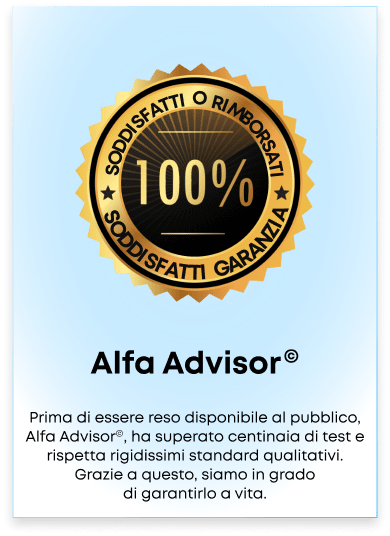 SODDISFATTI O RIMBORSATI
100%
SODDISFATTI GARANZIA
Alfa Advisor©
Prima di essere reso disponibile al pubblico,
Alfa Advisor©, ha superato centinaia di test e
rispetta rigidissimi standard qualitativi.
Grazie a questo, siamo in grado
di garantirlo a vita.